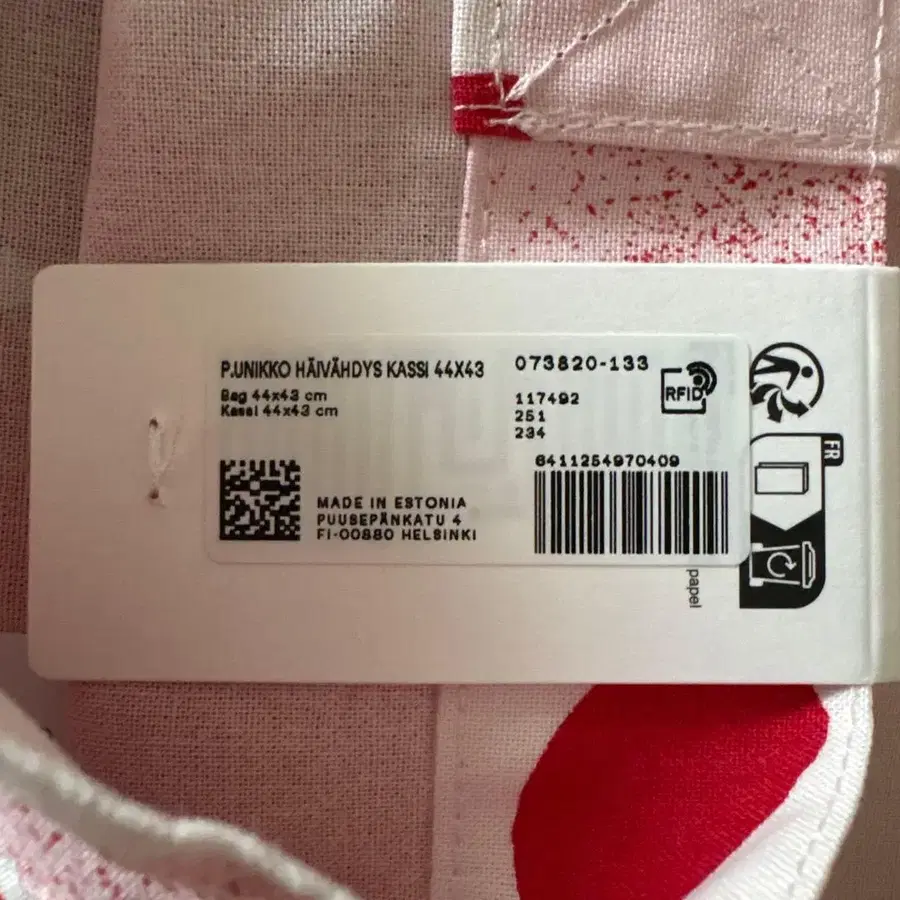 P.UNIKKO HÄIVÄHDYS KASSI 44X43
Bag 44x43 cm
Kassi 44x43 cm
073820-133
117492
251
234
RFID
6411254970409
MADE IN ESTONIA
PUUSEPÄNKATU 4
FI-00880 HELSINKI
FR
papel